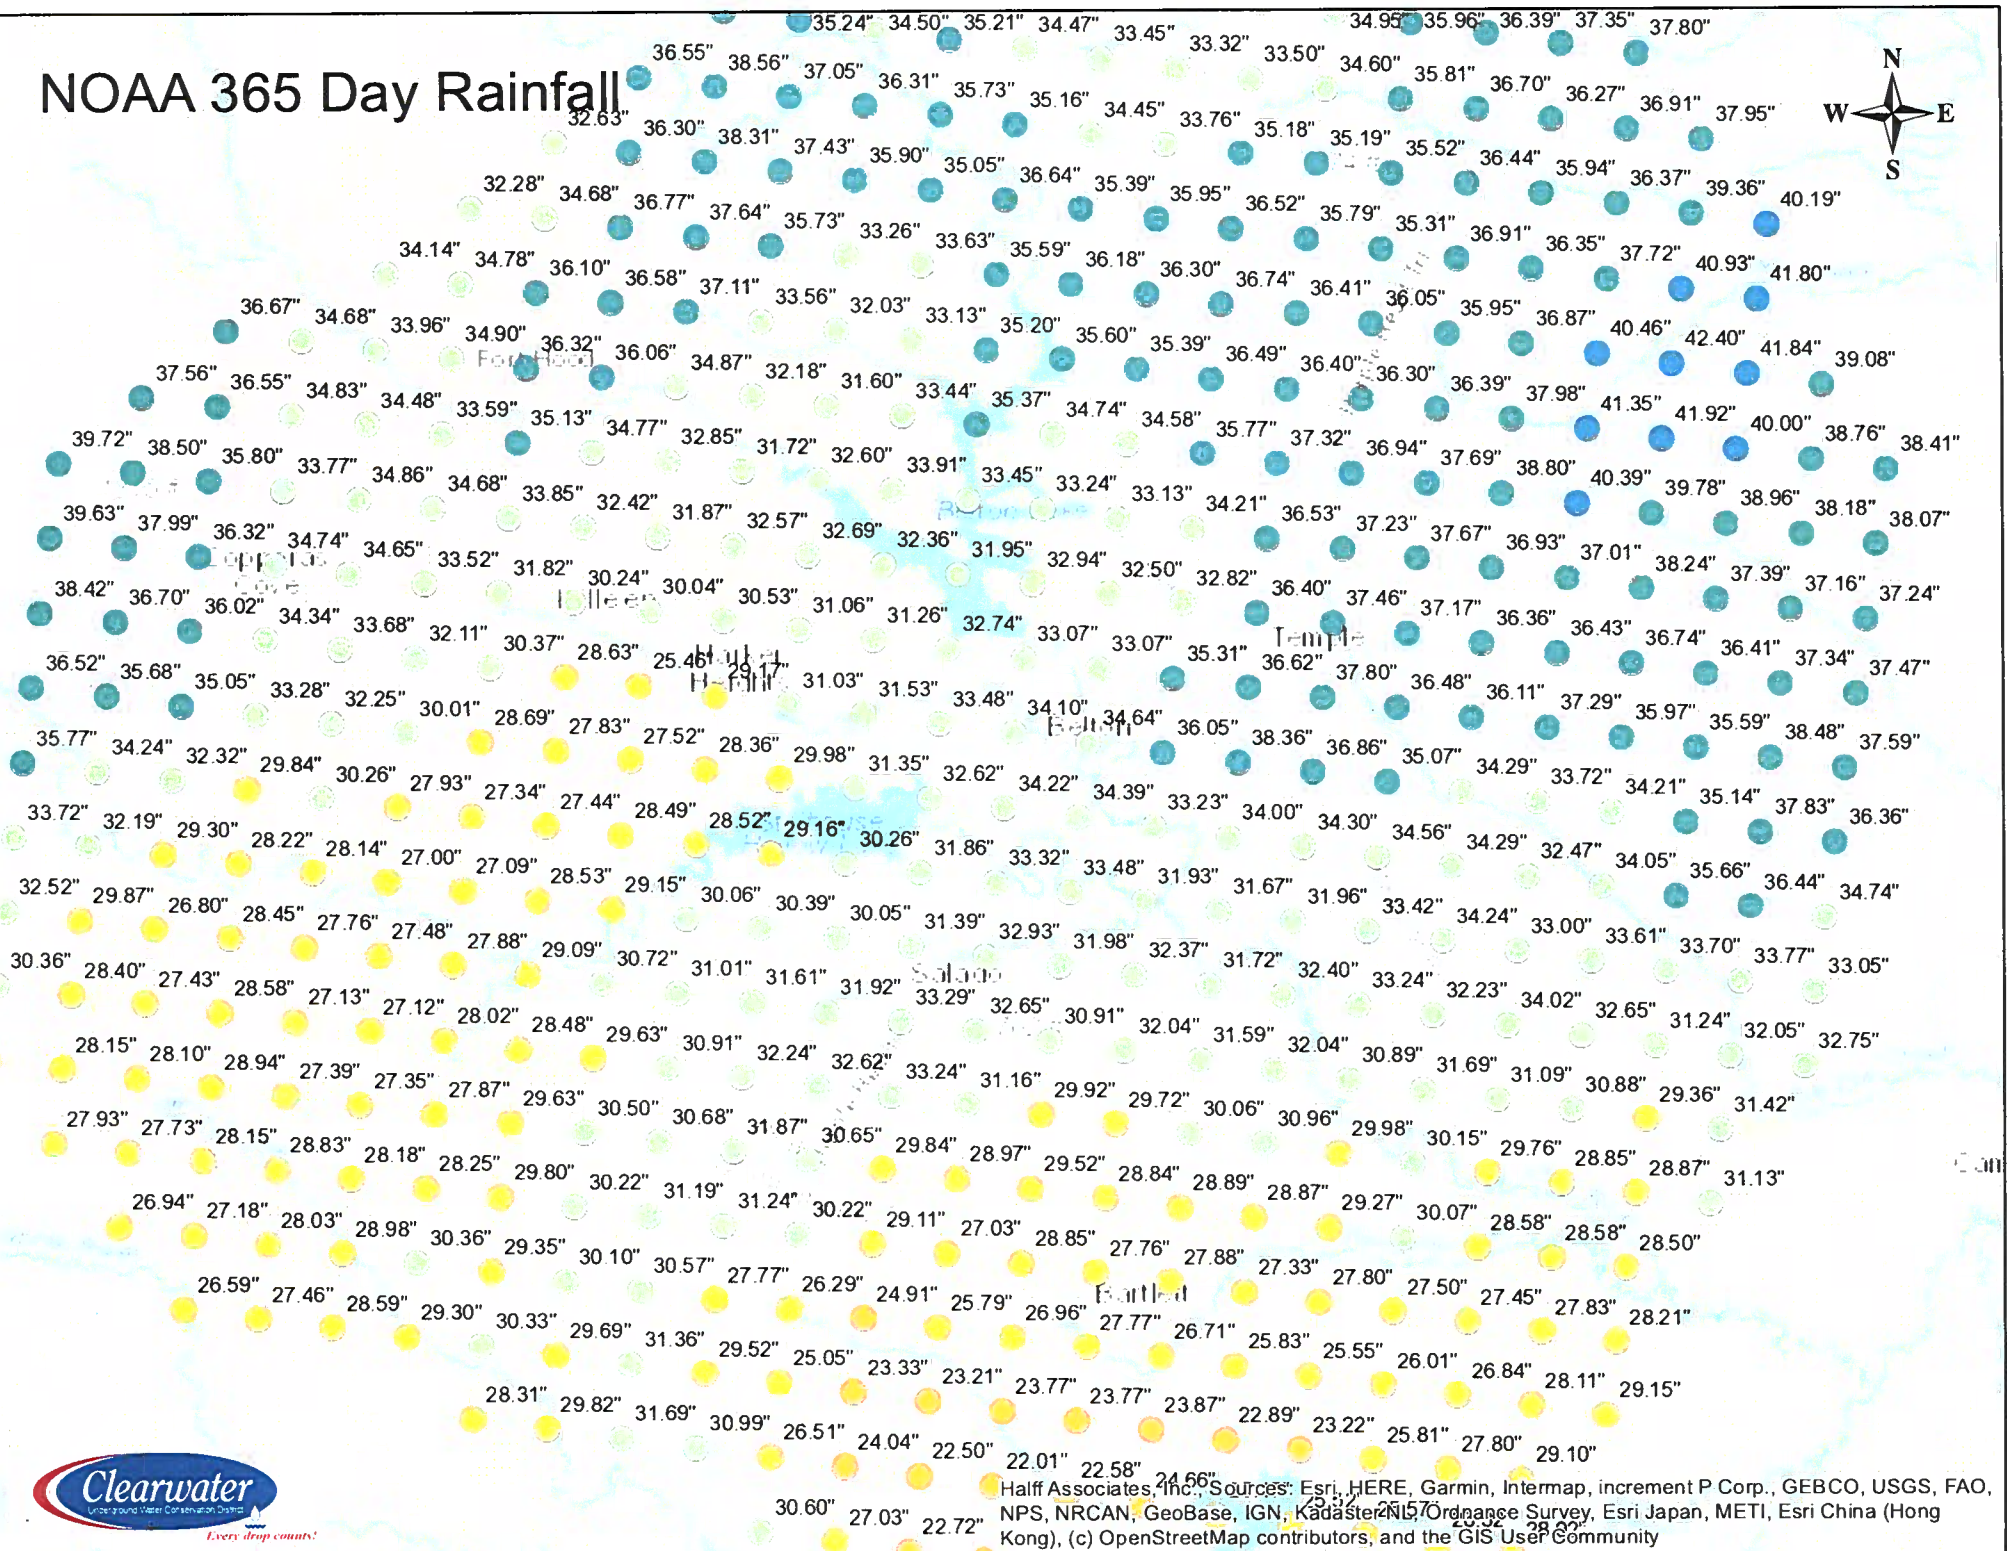 NOAA 365 Day Rainfall
N
W E
S
35.24" 34.50" 35.21" 34.47" 33.45" 33.32" 33.50" 34.60" 35.81" 36.70" 36.27" 36.91" 37.95"
34.95" 35.96" 36.39" 37.35" 37.80"
36.55" 38.56" 37.05" 36.31" 35.73" 35.16" 34.45" 33.76" 35.18" 35.19" 35.52" 36.44" 35.94" 36.37" 39.36" 40.19"
32.63" 36.30" 38.31" 37.43" 35.90" 35.05" 36.64" 35.39" 35.95" 36.52" 35.79" 35.31" 36.91" 36.35" 37.72" 40.93" 41.80"
32.28" 34.68" 36.77" 37.64" 35.73" 33.26" 33.63" 35.59" 36.18" 36.30" 36.74" 36.41" 36.05" 35.95" 36.87" 40.46" 42.40" 41.84" 39.08"
34.14" 34.78" 36.10" 36.58" 37.11" 33.56" 32.03" 33.13" 35.20" 35.60" 35.39" 36.49" 36.40" 36.30" 36.39" 37.98" 41.35" 41.92" 40.00" 38.76" 38.41"
36.67" 34.68" 33.96" 34.90" 36.32" 36.06" 34.87" 32.18" 31.60" 33.44" 35.37" 34.74" 34.58" 35.77" 37.32" 36.94" 37.69" 38.80" 40.39" 39.78" 38.96" 38.18" 38.07"
Fort Hood
37.56" 36.55" 34.83" 34.48" 33.59" 35.13" 34.77" 32.85" 31.72" 32.60" 33.91" 33.45" 33.24" 33.13" 34.21" 36.53" 37.23" 37.67" 36.93" 37.01" 38.24" 37.39" 37.16" 37.24"
39.72" 38.50" 35.80" 33.77" 34.86" 34.68" 33.85" 32.42" 31.87" 32.57" 32.69" 32.36" 31.95" 32.94" 32.50" 32.82" 36.40" 37.46" 37.17" 36.36" 36.43" 36.74" 36.41" 37.34" 37.47"
39.63" 37.99" 36.32" 34.74" 34.65" 33.52" 31.82" 30.24" 30.04" 30.53" 31.06" 31.26" 32.74" 33.07" 33.07" 35.31" 36.62" 37.80" 36.48" 36.11" 37.29" 35.97" 35.59" 38.48" 37.59"
Copperas
Cove
Killeen
Temple
38.42" 36.70" 36.02" 34.34" 33.68" 32.11" 30.37" 28.63" 25.46" 29.17" 31.03" 31.53" 33.48" 34.10" 34.64" 36.05" 38.36" 36.86" 35.07" 34.29" 33.72" 34.21" 35.14" 37.83" 36.36"
Harker
Heights
Belton
36.52" 35.68" 35.05" 33.28" 32.25" 30.01" 28.69" 27.83" 27.52" 28.36" 29.98" 31.35" 32.62" 34.22" 34.39" 33.23" 34.00" 34.30" 34.56" 34.29" 32.47" 34.05" 35.66" 36.44" 34.74"
35.77" 34.24" 32.32" 29.84" 30.26" 27.93" 27.34" 27.44" 28.49" 28.52" 29.16" 30.26" 31.86" 33.32" 33.48" 31.93" 31.67" 31.96" 33.42" 34.24" 33.00" 33.61" 33.70" 33.77" 33.05"
33.72" 32.19" 29.30" 28.22" 28.14" 27.00" 27.09" 28.53" 29.15" 30.06" 30.39" 30.05" 31.39" 32.93" 31.98" 32.37" 31.72" 32.40" 33.24" 32.23" 34.02" 32.65" 31.24" 32.05" 32.75"
Salado
32.52" 29.87" 26.80" 28.45" 27.76" 27.48" 27.88" 29.09" 30.72" 31.01" 31.61" 31.92" 33.29" 32.65" 30.91" 32.04" 31.59" 32.04" 30.89" 31.69" 31.09" 30.88" 29.36" 31.42"
30.36" 28.40" 27.43" 28.58" 27.13" 27.12" 28.02" 28.48" 29.63" 30.91" 32.24" 32.62" 33.24" 31.16" 29.92" 29.72" 30.06" 30.96" 29.98" 30.15" 29.76" 28.85" 28.87" 31.13"
28.15" 28.10" 28.94" 27.39" 27.35" 27.87" 29.63" 30.50" 30.68" 31.87" 30.65" 29.84" 28.97" 29.52" 28.84" 28.89" 28.87" 29.27" 30.07" 28.58" 28.58" 28.50"
27.93" 27.73" 28.15" 28.83" 28.18" 28.25" 29.80" 30.22" 31.19" 31.24" 30.22" 29.11" 27.03" 28.85" 27.76" 27.88" 27.33" 27.80" 27.50" 27.45" 27.83" 28.21"
Bartlett
26.94" 27.18" 28.03" 28.98" 30.36" 29.35" 30.10" 30.57" 27.77" 26.29" 24.91" 25.79" 26.96" 27.77" 26.71" 25.83" 25.55" 26.01" 26.84" 28.11" 29.15"
26.59" 27.46" 28.59" 29.30" 30.33" 29.69" 31.36" 29.52" 25.05" 23.33" 23.21" 23.77" 23.77" 23.87" 22.89" 23.22" 25.81" 27.80" 29.10"
28.31" 29.82" 31.69" 30.99" 26.51" 24.04" 22.50" 22.01" 22.58" 24.66"
30.60" 27.03" 22.72"
Clearwater
Underground Water Conservation District
Every drop counts!
Halff Associates, Inc., Sources: Esri, HERE, Garmin, Intermap, increment P Corp., GEBCO, USGS, FAO,
NPS, NRCAN, GeoBase, IGN, Kadaster NL, Ordnance Survey, Esri Japan, METI, Esri China (Hong
Kong), (c) OpenStreetMap contributors, and the GIS User Community